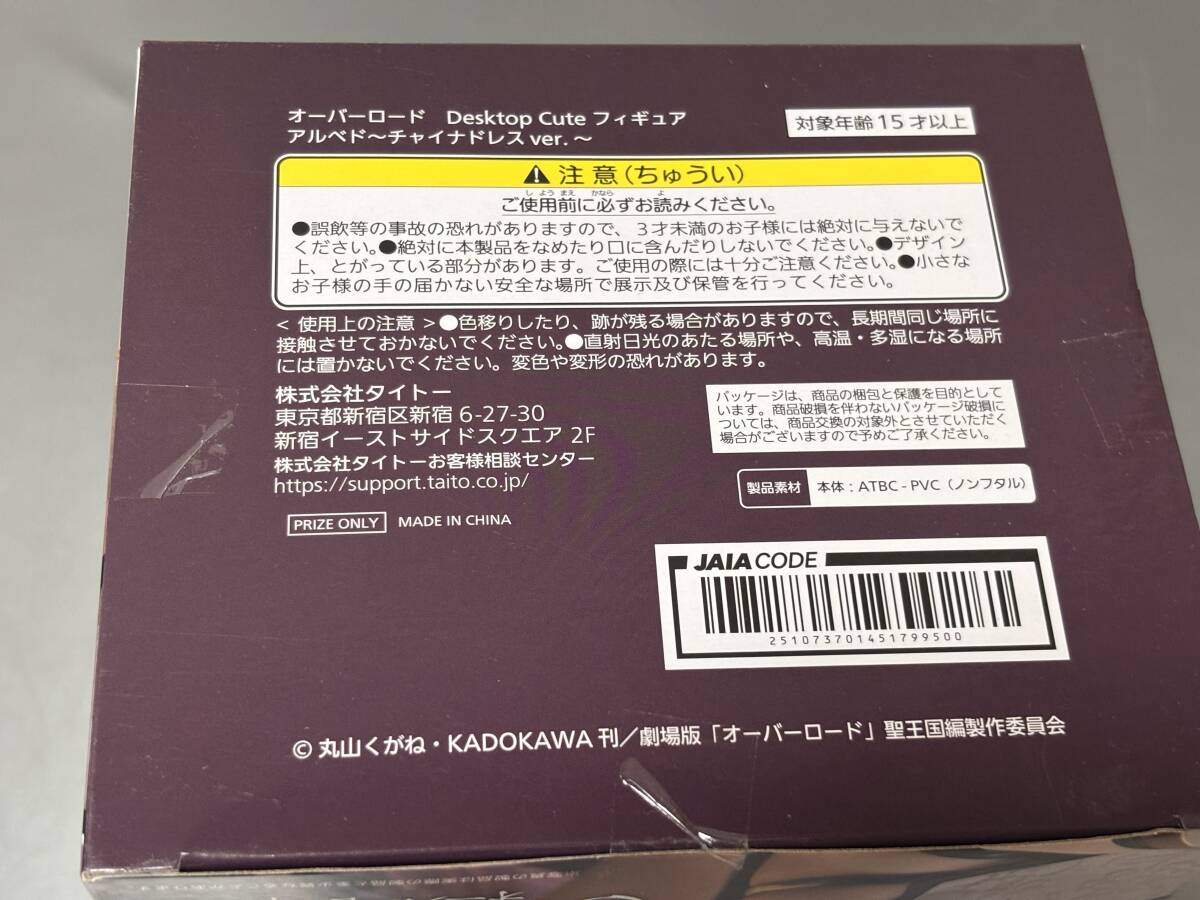 オーバーロード　Desktop Cute フィギュア
アルベド～チャイナドレス ver.～
対象年齢 15 才以上
注意(ちゅうい)
しようまえ かなら よ
ご使用前に必ずお読みください。
●誤飲等の事故の恐れがありますので、３才未満のお子様には絶対に与えないで
ください。●絶対に本製品をなめたり口に含んだりしないでください。●デザイン
上、とがっている部分があります。ご使用の際には十分ご注意ください。●小さな
お子様の手の届かない安全な場所で展示及び保管を行ってください。
< 使用上の注意 >●色移りしたり、跡が残る場合がありますので、長期間同じ場所に
接触させておかないでください。●直射日光のあたる場所や、高温・多湿になる場所
には置かないでください。変色や変形の恐れがあります。
株式会社タイトー
東京都新宿区新宿 6-27-30
新宿イーストサイドスクエア 2F
株式会社タイトーお客様相談センター
https://support.taito.co.jp/
PRIZE ONLY MADE IN CHINA
パッケージは、商品の梱包と保護を目的として
います。商品破損を伴わないパッケージ破損に
ついては、商品交換の対象外とさせていただく
場合がございますので予めご了承ください。
製品素材 本体：ATBC-PVC（ノンフタル）
JAIA CODE
251073701451799500
© 丸山くがね・KADOKAWA 刊／劇場版「オーバーロード」聖王国編製作委員会